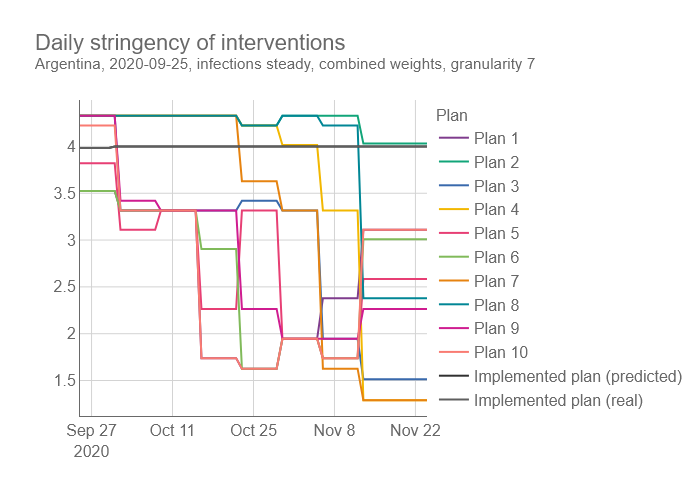 Daily stringency of interventions
Argentina, 2020-09-25, infections steady, combined weights, granularity 7
Plan
Plan 1
Plan 2
Plan 3
Plan 4
Plan 5
Plan 6
Plan 7
Plan 8
Plan 9
Plan 10
Implemented plan (predicted)
Implemented plan (real)
4
3.5
3
2.5
2
1.5
Sep 27 Oct 11 Oct 25 Nov 8 Nov 22
2020